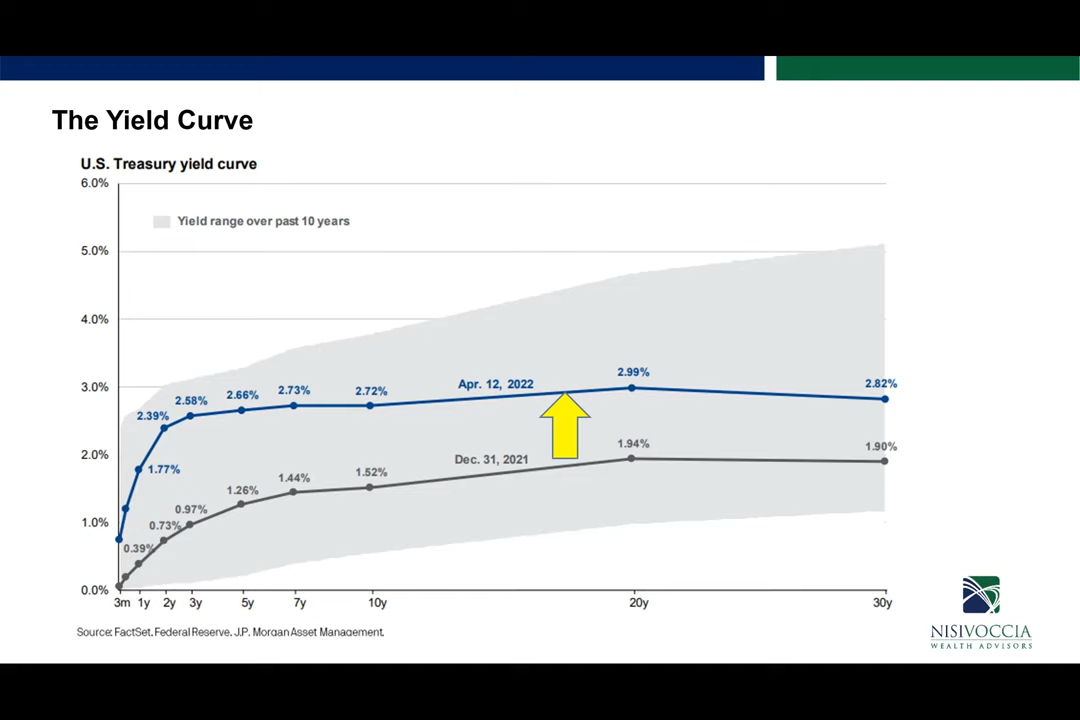 The Yield Curve
U.S. Treasury yield curve
6.0%
Yield range over past 10 years
5.0%
4.0%
3.0%
2.39%
2.58%
2.66%
2.73%
2.72%
Apr. 12, 2022
2.99%
2.82%
2.0%
1.77%
Dec. 31, 2021
1.94%
1.90%
1.0%
0.39%
0.73%
0.97%
1.26%
1.44%
1.52%
0.0%
3m 1y 2y 3y 5y 7y 10y 20y 30y
Source: FactSet, Federal Reserve, J.P. Morgan Asset Management.
NISIVOCCIA
WEALTH ADVISORS